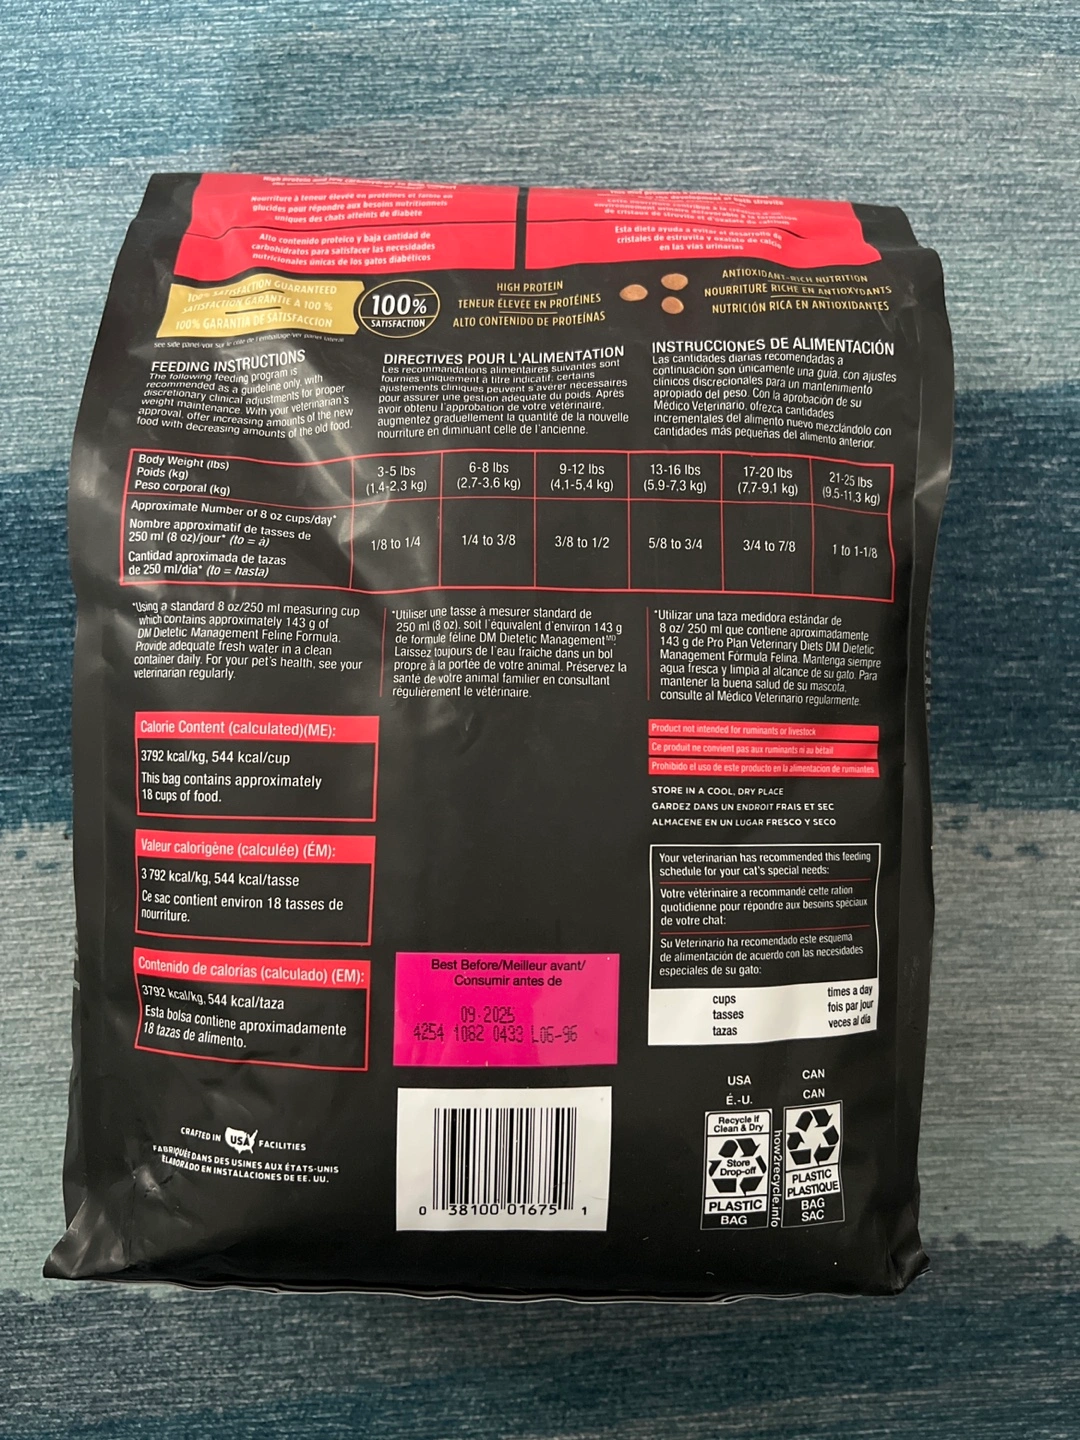 Nourriture à teneur élevée en protéines et faible en
glucides pour répondre aux besoins nutritionnels
uniques des chats atteints de diabète
Alto contenido proteico y baja cantidad de
carbohidratos para satisfacer las necesidades
nutricionales únicas de los gatos diabéticos
Esta dieta ayuda a evitar el desarrollo de
cristales de estruvita y oxalato de calcio
en las vías urinarias
100% SATISFACTION GUARANTEED
SATISFACTION GARANTIE À 100 %
100% GARANTÍA DE SATISFACCIÓN
100%
SATISFACTION
HIGH PROTEIN
TENEUR ÉLEVÉE EN PROTÉINES
ALTO CONTENIDO DE PROTEÍNAS
ANTIOXIDANT-RICH NUTRITION
NOURRITURE RICHE EN ANTIOXYDANTS
NUTRICIÓN RICA EN ANTIOXIDANTES
FEEDING INSTRUCTIONS
The following feeding program is
recommended as a guideline only, with
discretionary clinical adjustments for proper
weight maintenance. With your veterinarian's
approval, offer increasing amounts of the new
food with decreasing amounts of the old food.
DIRECTIVES POUR L'ALIMENTATION
Les recommandations alimentaires suivantes sont
fournies uniquement à titre indicatif; certains
ajustements cliniques peuvent s'avérer nécessaires
pour assurer une gestion adéquate du poids. Après
avoir obtenu l'approbation de votre vétérinaire,
augmentez graduellement la quantité de la nouvelle
nourriture en diminuant celle de l'ancienne.
INSTRUCCIONES DE ALIMENTACIÓN
Las cantidades diarias recomendadas a
continuación son únicamente una guía, con ajustes
clínicos discrecionales para un mantenimiento
apropiado del peso. Con la aprobación de su
Médico Veterinario, ofrezca cantidades
incrementales del alimento nuevo mezclándolo con
cantidades más pequeñas del alimento anterior.
Body Weight (lbs)
Poids (kg)
Peso corporal (kg)
3-5 lbs
(1,4-2,3 kg)
6-8 lbs
(2,7-3,6 kg)
9-12 lbs
(4,1-5,4 kg)
13-16 lbs
(5.9-7,3 kg)
17-20 lbs
(7,7-9,1 kg)
21-25 lbs
(9.5-11,3 kg)
Approximate Number of 8 oz cups/day*
Nombre approximatif de tasses de
250 ml (8 oz)/jour* (to = à)
Cantidad aproximada de tazas
de 250 ml/día* (to = hasta)
1/8 to 1/4
1/4 to 3/8
3/8 to 1/2
5/8 to 3/4
3/4 to 7/8
1 to 1-1/8
*Using a standard 8 oz/250 ml measuring cup
which contains approximately 143 g of
DM Dietetic Management Feline Formula.
Provide adequate fresh water in a clean
container daily. For your pet's health, see your
veterinarian regularly.
*Utiliser une tasse à mesurer standard de
250 ml (8 oz), soit l'équivalent d'environ 143 g
de formule féline DM Dietetic Management MD
Laissez toujours de l'eau fraîche dans un bol
propre à la portée de votre animal. Préservez la
santé de votre animal familier en consultant
régulièrement le vétérinaire.
*Utilizar una taza medidora estándar de
8 oz/ 250 ml que contiene aproximadamente
143 g de Pro Plan Veterinary Diets DM Dietetic
Management Fórmula Felina. Mantenga siempre
agua fresca y limpia al alcance de su gato. Para
mantener la buena salud de su mascota,
consulte al Médico Veterinario regularmente.
Calorie Content (calculated)(ME):
3792 kcal/kg, 544 kcal/cup
This bag contains approximately
18 cups of food.
Valeur calorigène (calculée) (ÉM):
3 792 kcal/kg, 544 kcal/tasse
Ce sac contient environ 18 tasses de
nourriture.
Contenido de calorías (calculado) (EM):
3792 kcal/kg, 544 kcal/taza
Esta bolsa contiene aproximadamente
18 tazas de alimento.
Product not intended for ruminants or livestock
Ce produit ne convient pas aux ruminants ni au bétail
Prohibido el uso de este producto en la alimentación de rumiantes
STORE IN A COOL, DRY PLACE
GARDEZ DANS UN ENDROIT FRAIS ET SEC
ALMACENE EN UN LUGAR FRESCO Y SECO
Your veterinarian has recommended this feeding
schedule for your cat's special needs:
Votre vétérinaire a recommandé cette ration
quotidienne pour répondre aux besoins spéciaux
de votre chat:
Su Veterinario ha recomendado este esquema
de alimentación de acuerdo con las necesidades
especiales de su gato:
cups
tasses
tazas
times a day
fois par jour
veces al día
Best Before/Meilleur avant/
Consumir antes de
09 2025
4254 1082 0433 L06-96
CRAFTED IN USA FACILITIES
FABRIQUÉE DANS DES USINES AUX ÉTATS-UNIS
ELABORADO EN INSTALACIONES DE EE. UU.
0 38100 01675 1
USA
É.-U.
CAN
CAN
Recycle if
Clean & Dry
Store
Drop-off
PLASTIC
BAG
how2recycle.info
PLASTIC
PLASTIQUE
BAG
SAC